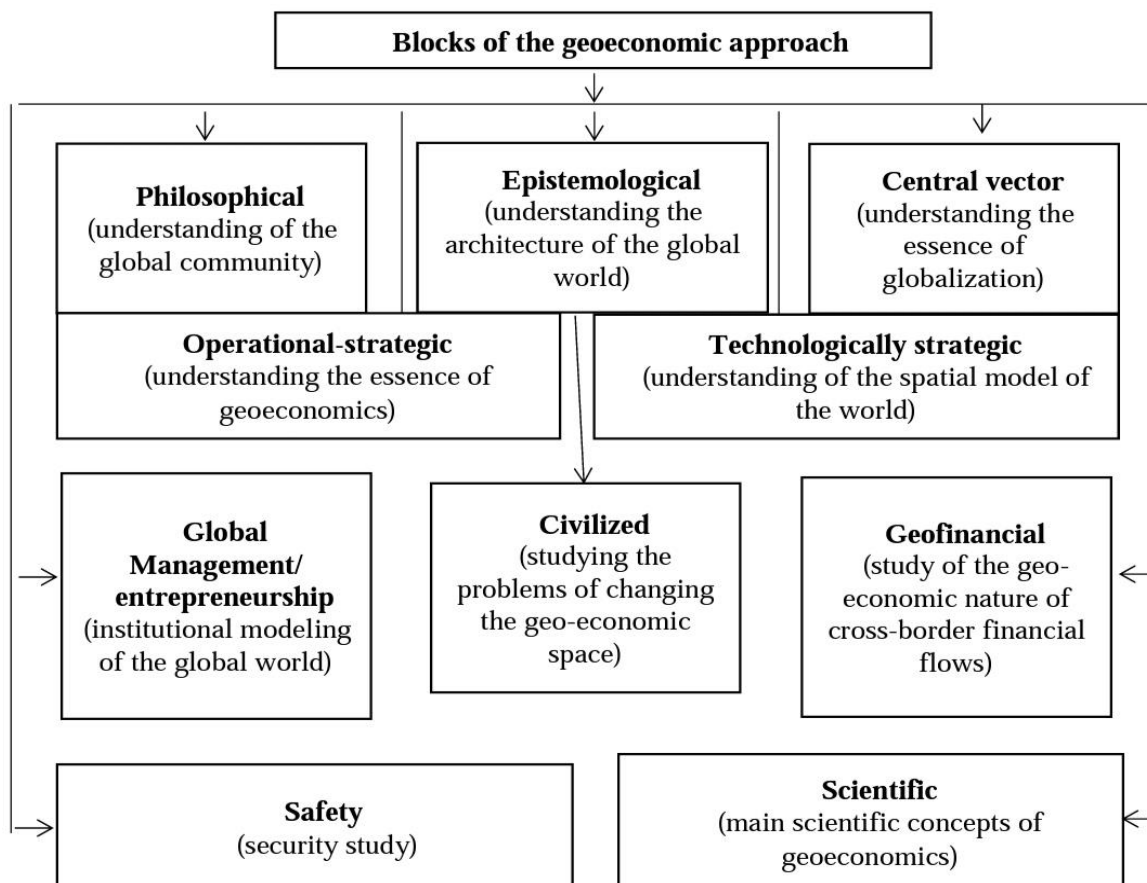 Blocks of the geoeconomic approach
Philosophical
(understanding of the
global community)
Epistemological
(understanding the
architecture of the global
world)
Central vector
(understanding the
essence of
globalization)
Operational-strategic
(understanding the essence of
geoeconomics)
Technologically strategic
(understanding of the spatial model of
the world)
Global
Management/
entrepreneurship
(institutional modeling
of the global world)
Civilized
(studying the
problems of changing
the geo-economic
space)
Geofinancial
(study of the geo-
economic nature of
cross-border financial
flows)
Safety
(security study)
Scientific
(main scientific concepts of
geoeconomics)